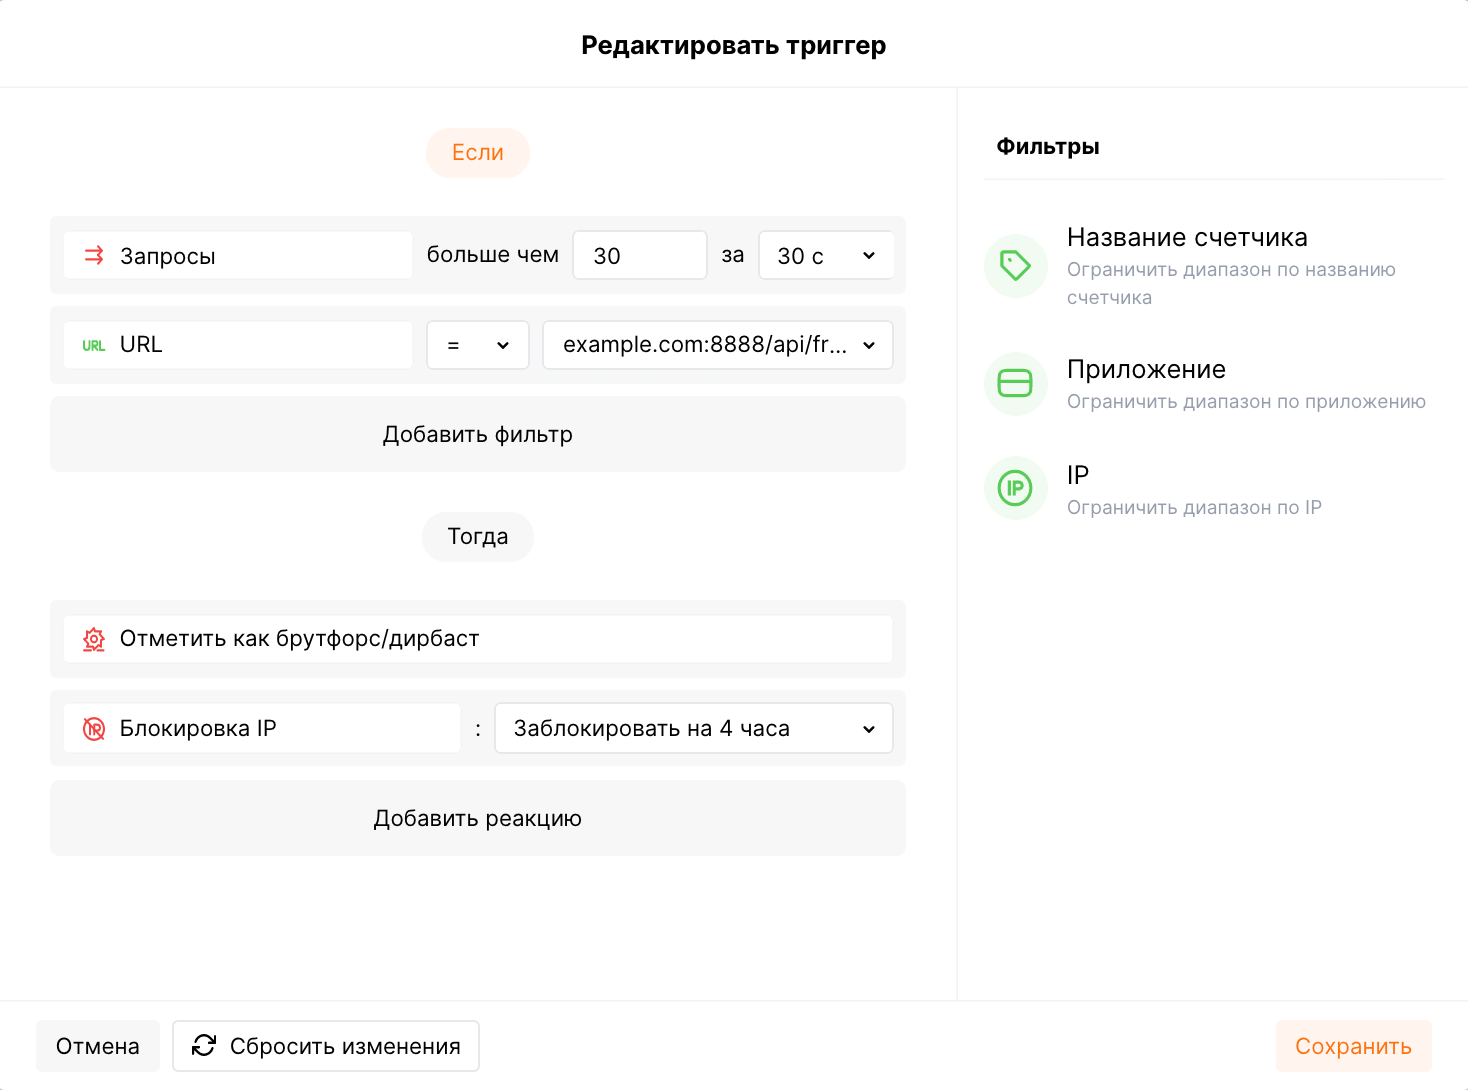 Редактировать триггер
Если
Запросы больше чем 30 за 30 с
URL URL = example.com:8888/api/fr...
Добавить фильтр
Тогда
Отметить как брутфорс/дирбаст
IP Блокировка IP : Заблокировать на 4 часа
Добавить реакцию
Фильтры
Название счетчика
Ограничить диапазон по названию
счетчика
Приложение
Ограничить диапазон по приложению
IP IP
Ограничить диапазон по IP
Отмена
Сбросить изменения
Сохранить